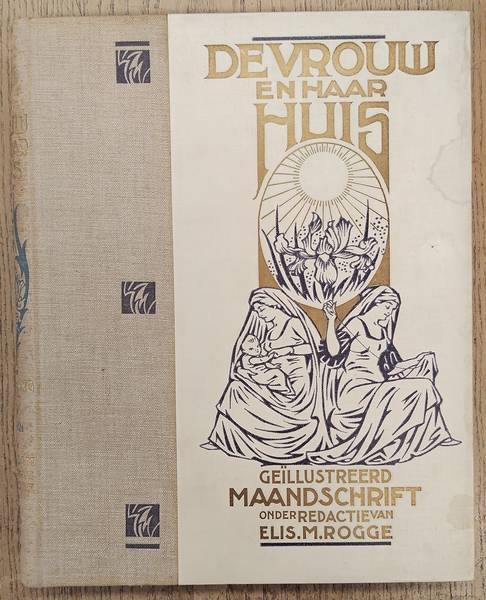 DE VROUW
EN HAAR
HUIS
GEÏLLUSTREERD
MAANDSCHRIFT
ONDER REDACTIE VAN
ELIS. M. ROGGE